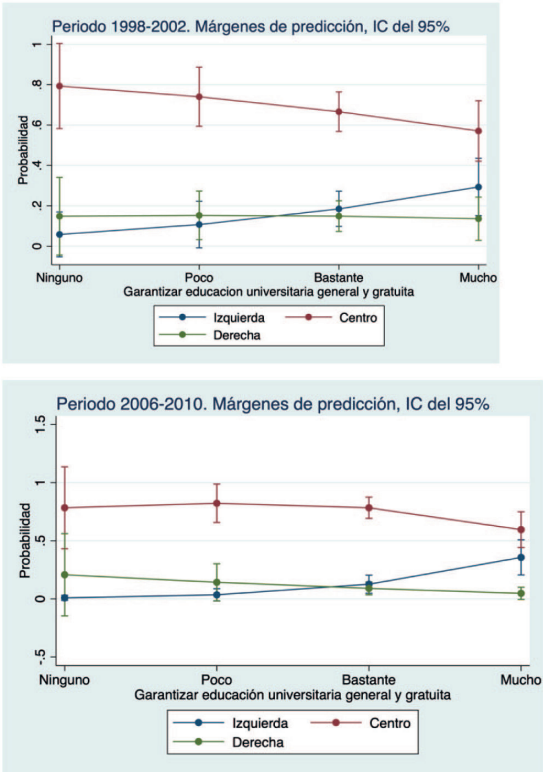 Periodo 1998-2002. Márgenes de predicción, IC del 95%
1
.8
.6
.4
.2
0
Probabilidad
Ninguno Poco Bastante Mucho
Garantizar educacion universitaria general y gratuita
Izquierda Centro
Derecha
Periodo 2006-2010. Márgenes de predicción, IC del 95%
1.5
1
.5
0
-.5
Probabilidad
Ninguno Poco Bastante Mucho
Garantizar educación universitaria general y gratuita
Izquierda Centro
Derecha